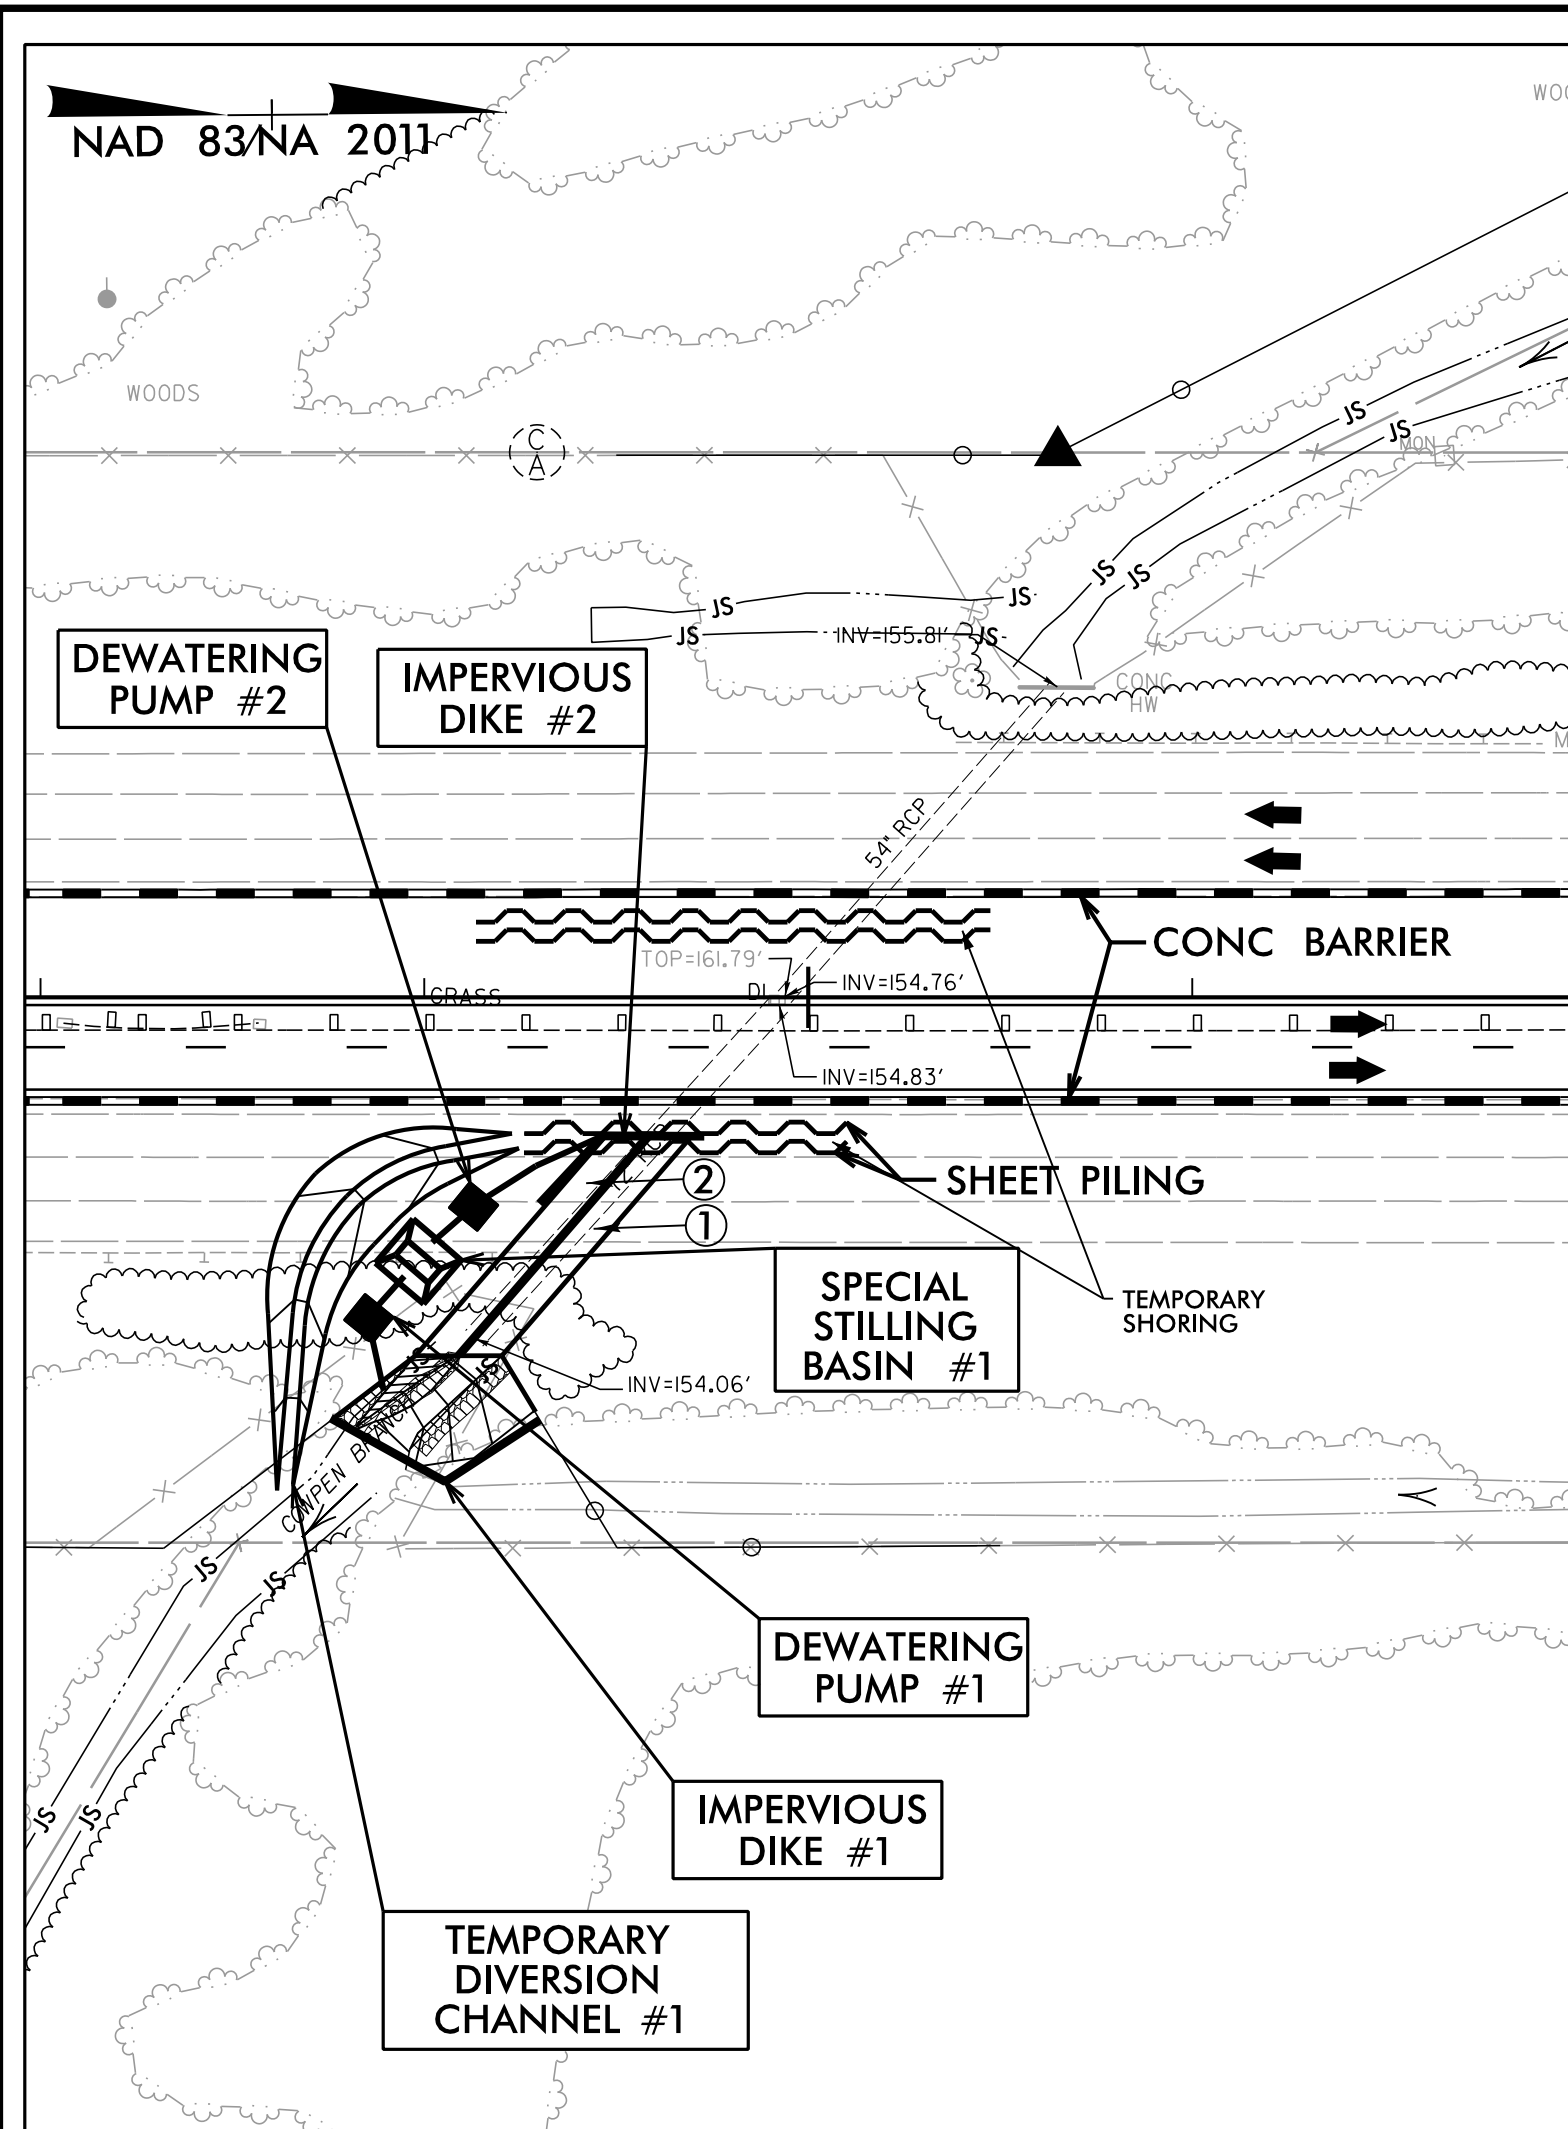 WOO
NAD 83/NA 2011
WOODS
C
A
JS
JS
MON
JS
JS
JS
JS
JS
INV=155.81'
JS
DEWATERING
PUMP #2
IMPERVIOUS
DIKE #2
CONC
HW
M
54" RCP
CONC BARRIER
TOP=161.79'
GRASS
DI
INV=154.76'
INV=154.83'
2
SHEET PILING
1
SPECIAL
STILLING
BASIN #1
TEMPORARY
SHORING
JS
JS
INV=154.06'
COWPEN BRANCH
JS
JS
DEWATERING
PUMP #1
JS
JS
IMPERVIOUS
DIKE #1
TEMPORARY
DIVERSION
CHANNEL #1